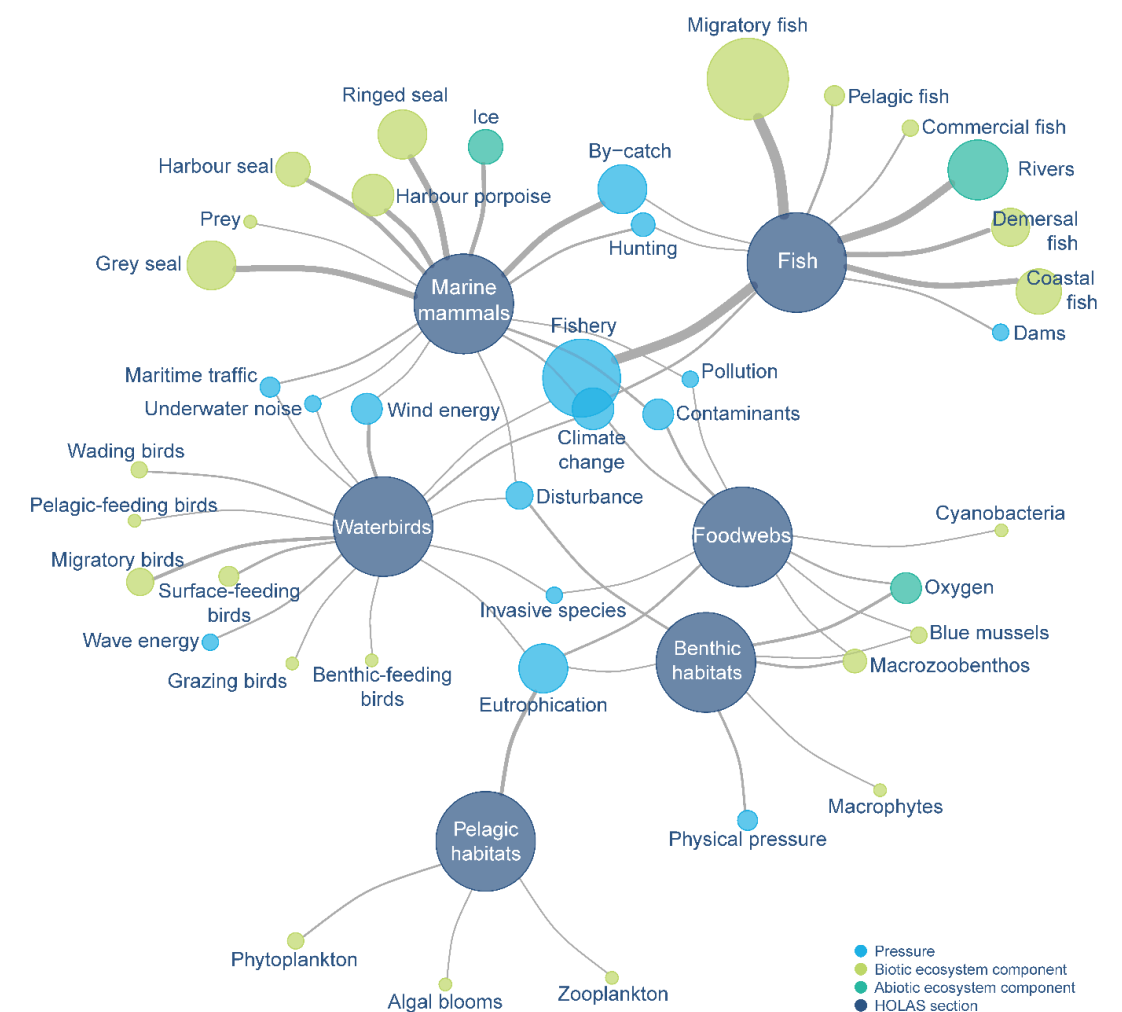 Migratory fish
Ringed seal
Pelagic fish
Ice
Commercial fish
By-catch
Harbour seal
Rivers
Harbour porpoise
Prey
Demersal
fish
Hunting
Grey seal
Fish
Marine
mammals
Coastal
fish
Fishery
Dams
Maritime traffic
Pollution
Underwater noise
Wind energy
Contaminants
Climate
change
Wading birds
Disturbance
Pelagic-feeding birds
Cyanobacteria
Waterbirds
Foodwebs
Migratory birds
Surface-feeding
birds
Oxygen
Invasive species
Wave energy
Blue mussels
Benthic
habitats
Macrozoobenthos
Grazing birds
Benthic-feeding
birds
Eutrophication
Macrophytes
Physical pressure
Pelagic
habitats
Phytoplankton
Algal blooms
Zooplankton
Pressure
Biotic ecosystem component
Abiotic ecosystem component
HOLAS section